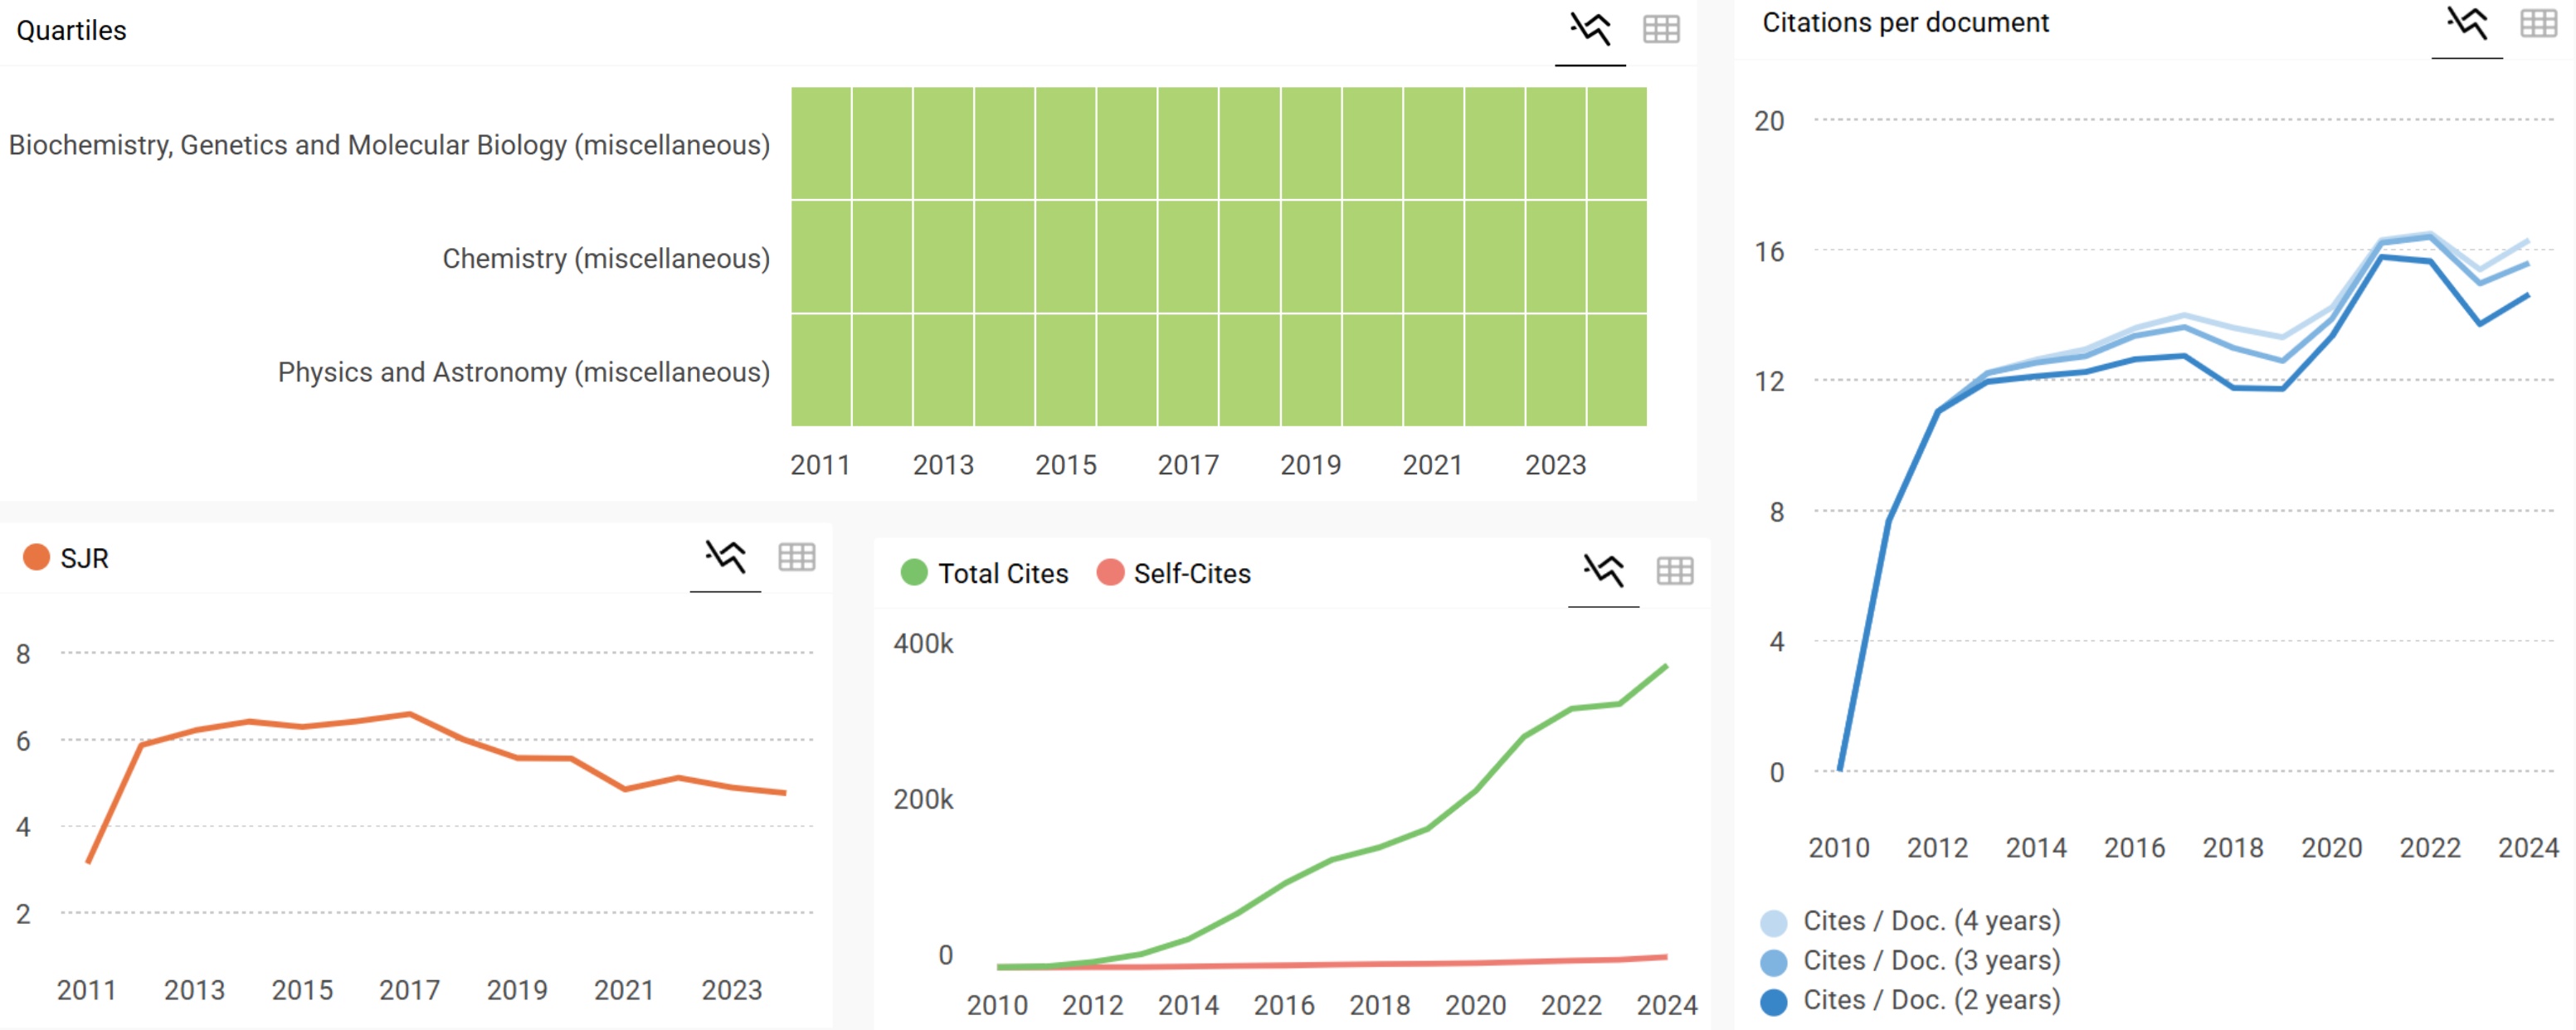 Quartiles
Biochemistry, Genetics and Molecular Biology (miscellaneous)
Chemistry (miscellaneous)
Physics and Astronomy (miscellaneous)
2011 2013 2015 2017 2019 2021 2023
SJR
8
6
4
2
2011 2013 2015 2017 2019 2021 2023
Total Cites Self-Cites
400k
200k
0
2010 2012 2014 2016 2018 2020 2022 2024
Citations per document
20
16
12
8
4
0
2010 2012 2014 2016 2018 2020 2022 2024
Cites / Doc. (4 years)
Cites / Doc. (3 years)
Cites / Doc. (2 years)